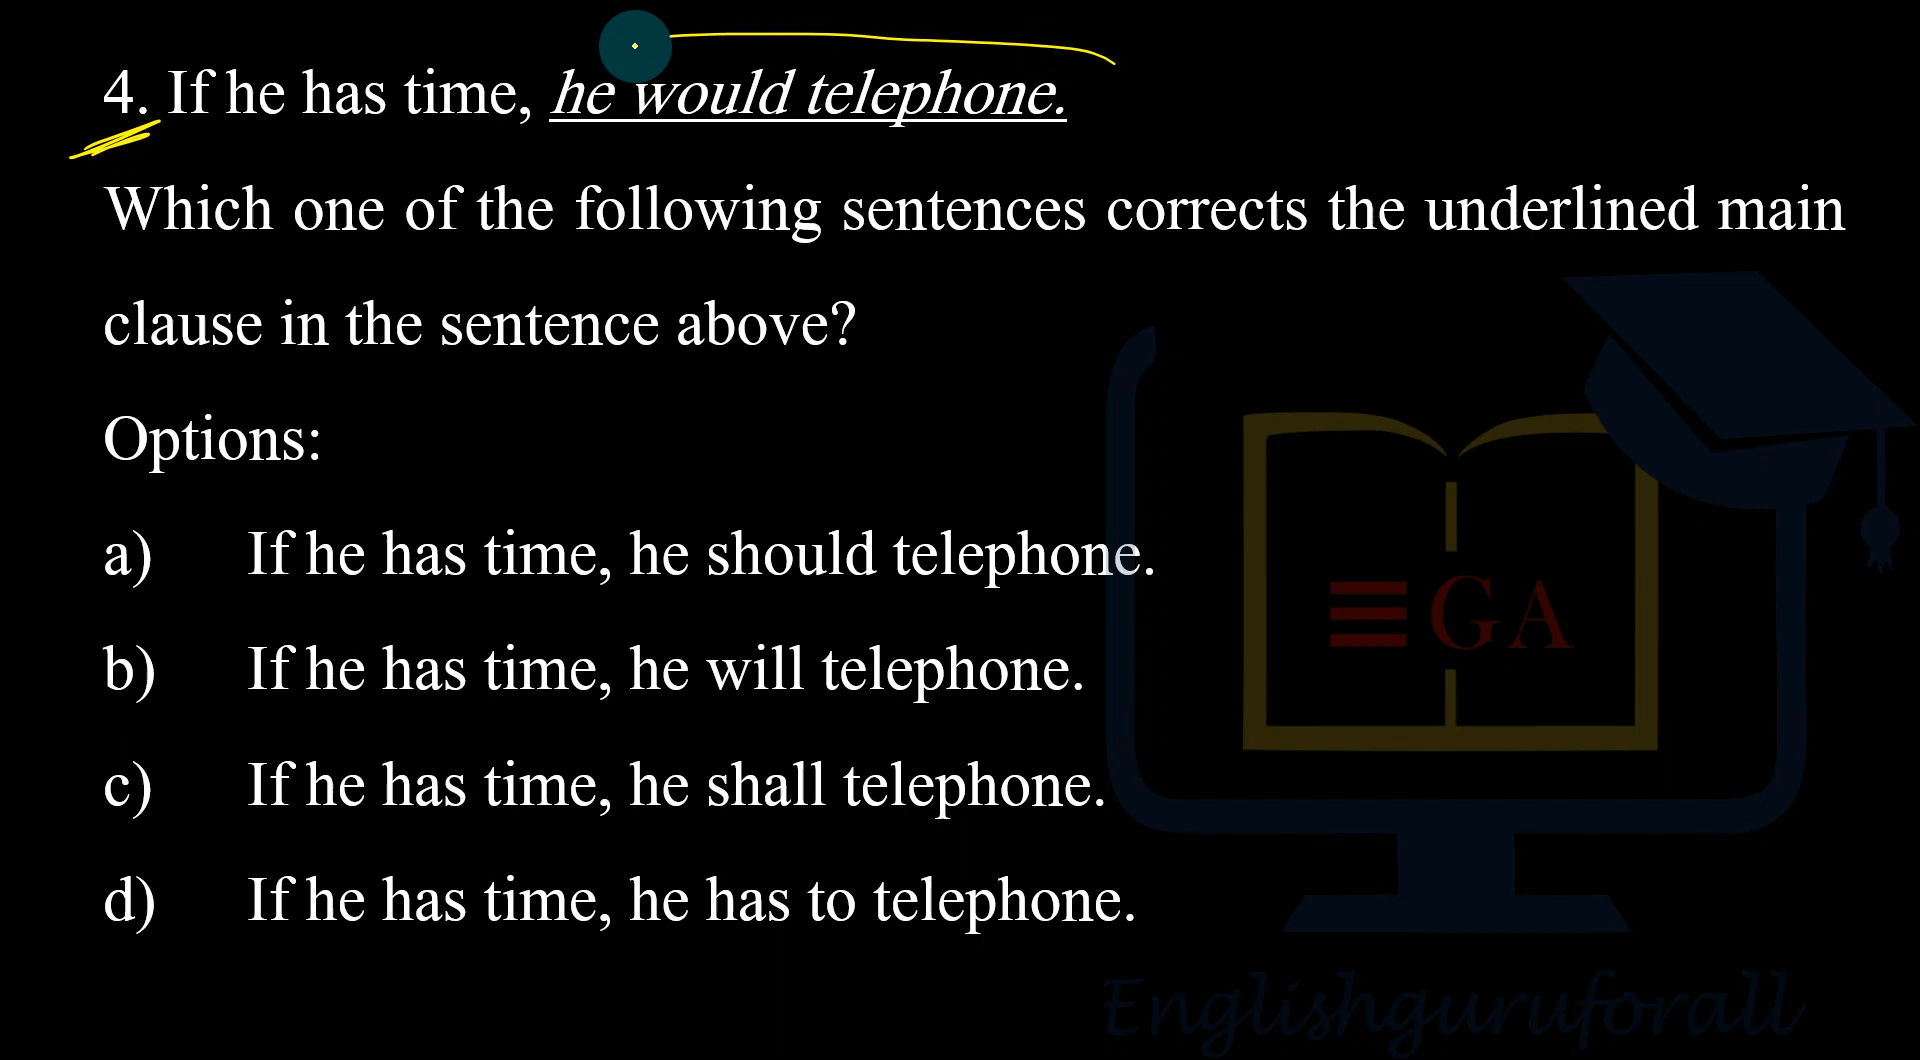 4. If he has time, he would telephone.
Which one of the following sentences corrects the underlined main
clause in the sentence above?
Options:
a) If he has time, he should telephone.
b) If he has time, he will telephone.
c) If he has time, he shall telephone.
d) If he has time, he has to telephone.
≡GA
Englishguruforall